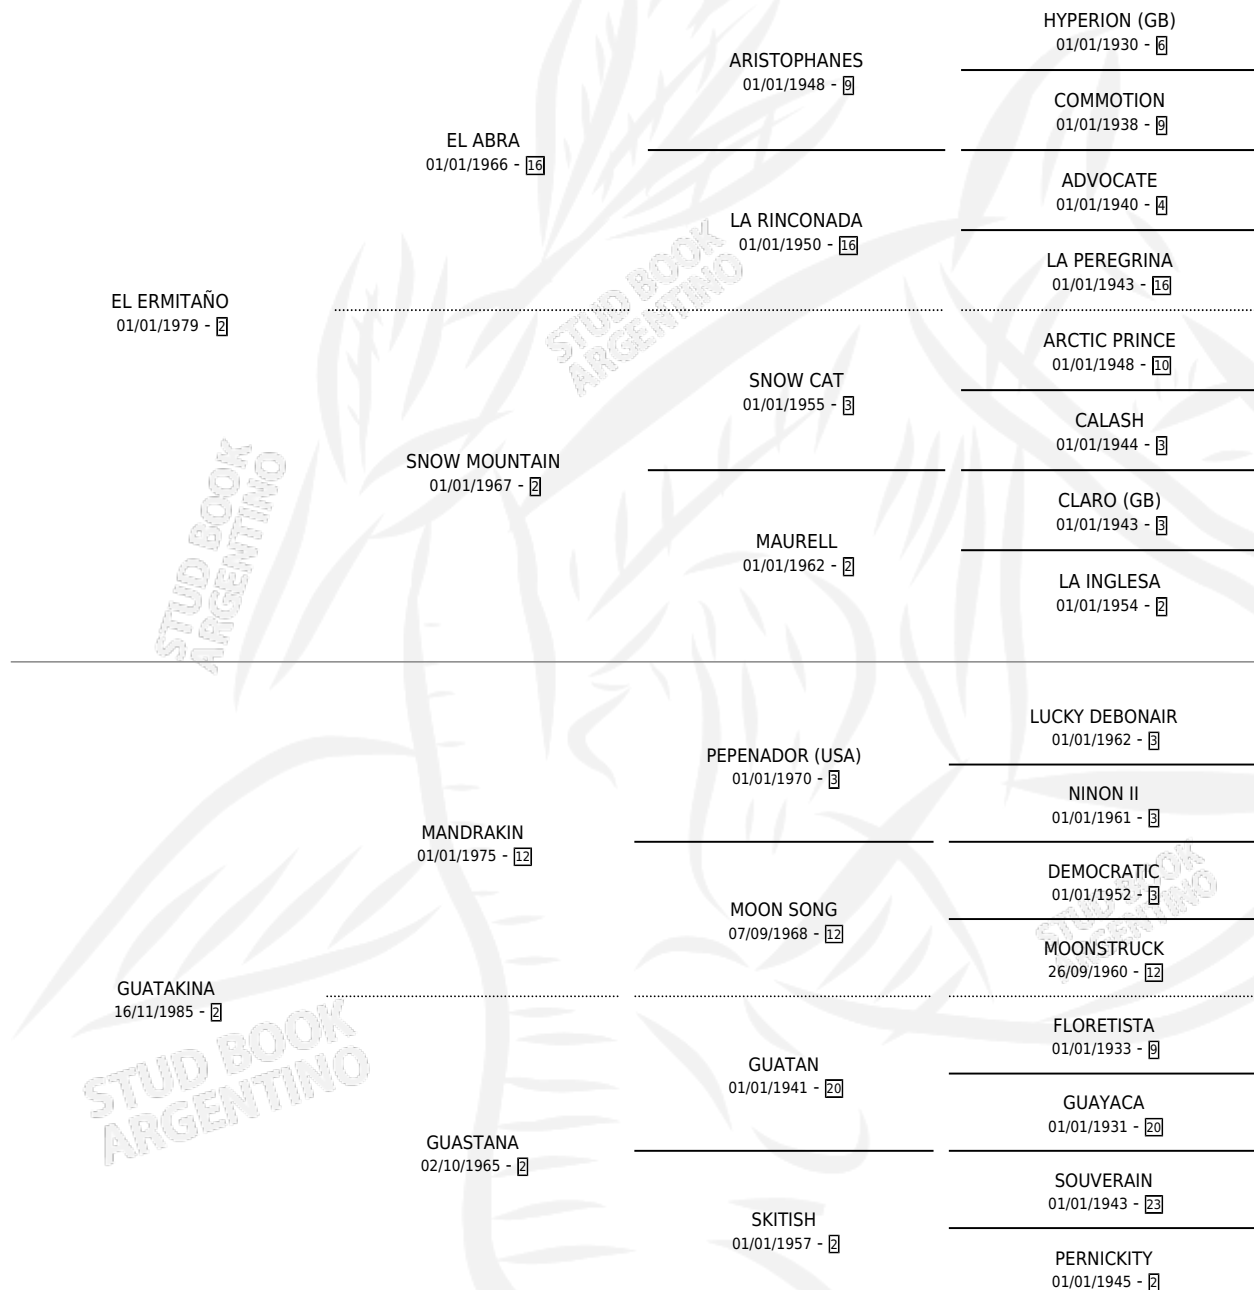 HYPERION (GB)
01/01/1930 - 6
ARISTOPHANES
01/01/1948 - 9
COMMOTION
01/01/1938 - 9
EL ABRA
01/01/1966 - 16
ADVOCATE
01/01/1940 - 4
LA RINCONADA
01/01/1950 - 16
LA PEREGRINA
01/01/1943 - 16
EL ERMITAÑO
01/01/1979 - 2
ARCTIC PRINCE
01/01/1948 - 10
SNOW CAT
01/01/1955 - 3
CALASH
01/01/1944 - 3
SNOW MOUNTAIN
01/01/1967 - 2
CLARO (GB)
01/01/1943 - 3
MAURELL
01/01/1962 - 2
LA INGLESA
01/01/1954 - 2
LUCKY DEBONAIR
01/01/1962 - 3
PEPENADOR (USA)
01/01/1970 - 3
NINON II
01/01/1961 - 3
MANDRAKIN
01/01/1975 - 12
DEMOCRATIC
01/01/1952 - 3
MOON SONG
07/09/1968 - 12
MOONSTRUCK
26/09/1960 - 12
GUATAKINA
16/11/1985 - 2
FLORETISTA
01/01/1933 - 9
GUATAN
01/01/1941 - 20
GUAYACA
01/01/1931 - 20
GUASTANA
02/10/1965 - 2
SOUVERAIN
01/01/1943 - 23
SKITISH
01/01/1957 - 2
PERNICKITY
01/01/1945 - 2
STUD BOOK
ARGENTINO
STUD BOOK
ARGENTINO
STUD BOOK
ARGENTINO
STUD BOOK
ARGENTINO